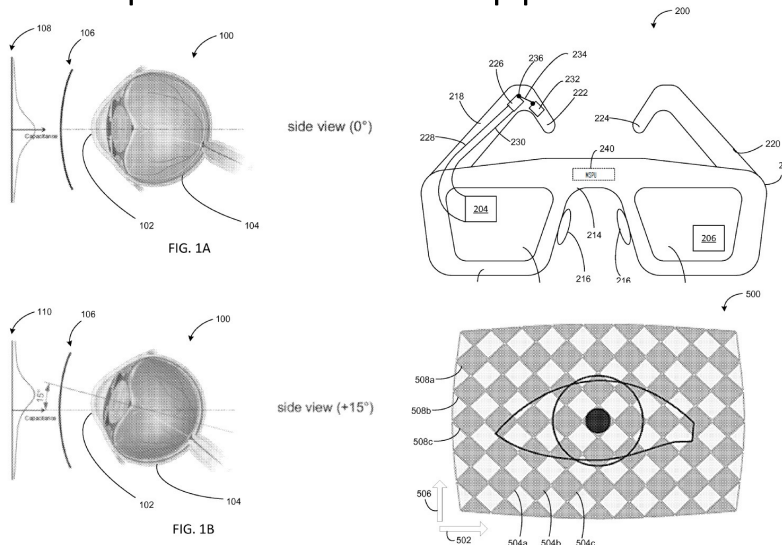 108
106
100
Capacitance
side view (0°)
102
104
FIG. 1A
110
106
100
15°
Capacitance
side view (+15°)
102
104
FIG. 1B
200
236
234
226
232
218
222
224
228
230
240
220
204
214
206
216
216
500
508a
508b
508c
506
502
504a
504b
504c